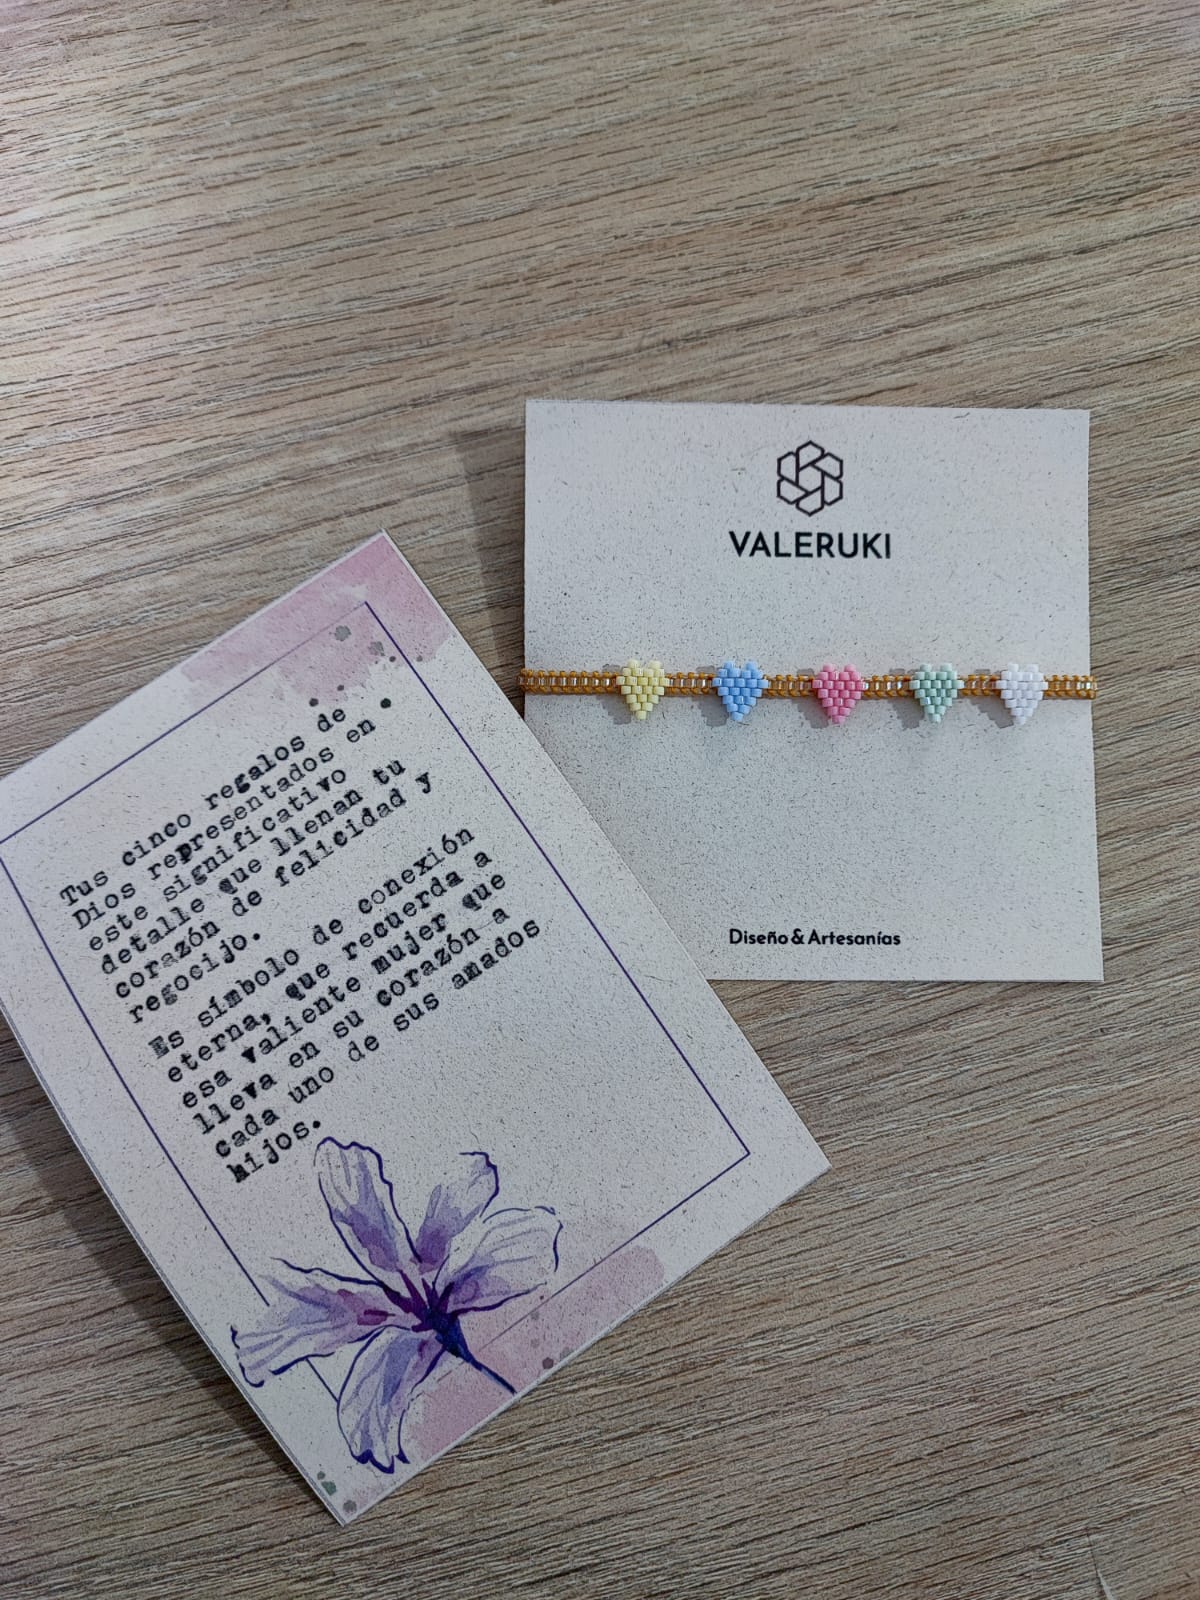 VALERUKI
Diseño & Artesanías
Tus cinco regalos de
Dios representados en
este significativo
detalle que llenan tu
corazón de felicidad y
regocijo.
Es símbolo de conexión
eterna, que recuerda a
esa valiente mujer que
lleva en su corazón a
cada uno de sus amados
hijos.